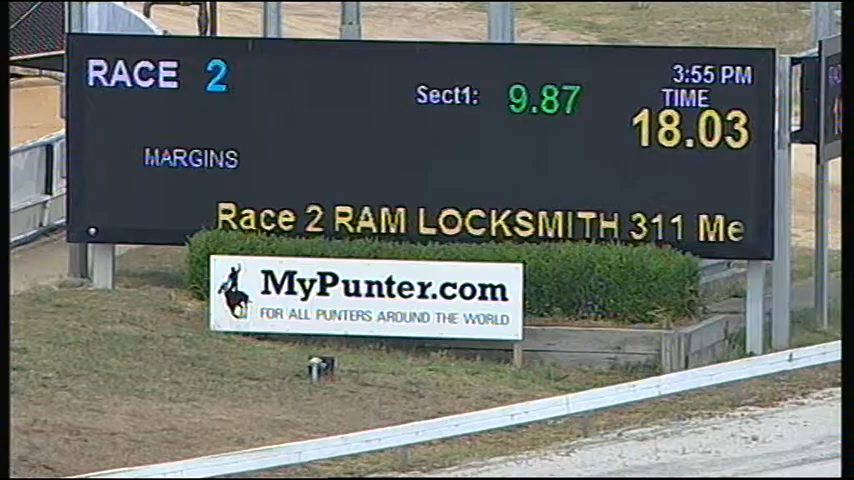 RACE 2
3:55 PM
Sect1: 9.87
TIME
18.03
MARGINS
Race 2 RAM LOCKSMITH 311 Me
MyPunter.com
FOR ALL PUNTERS AROUND THE WORLD